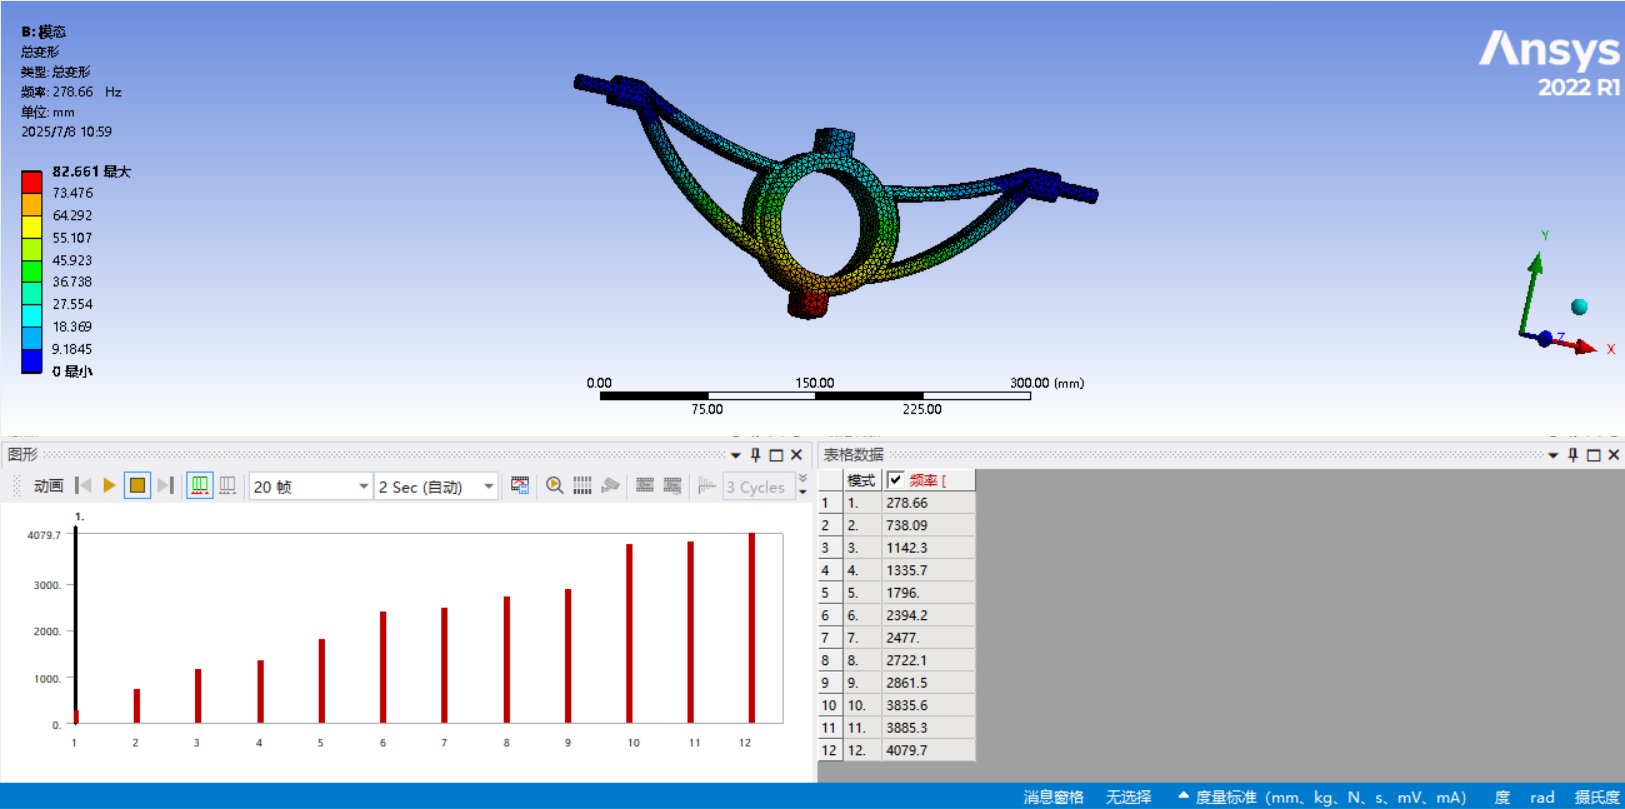 B: 模态
总变形
类型: 总变形
频率: 278.66 Hz
单位: mm
2025/7/8 10:59
82.661 最大
73.476
64.292
55.107
45.923
36.738
27.554
18.369
9.1845
0 最小
Ansys
2022 R1
Y
Z
X
0.00 150.00 300.00 (mm)
75.00 225.00
图形
动画 20 帧 2 Sec (自动) 3 Cycles
1.
4079.7
3000.
2000.
1000.
0.
1 2 3 4 5 6 7 8 9 10 11 12
表格数据
模式 频率 [
1 1. 278.66
2 2. 738.09
3 3. 1142.3
4 4. 1335.7
5 5. 1796.
6 6. 2394.2
7 7. 2477.
8 8. 2722.1
9 9. 2861.5
10 10. 3835.6
11 11. 3885.3
12 12. 4079.7
消息窗格 无选择 度量标准 (mm、kg、N、s、mV、mA) 度 rad 摄氏度